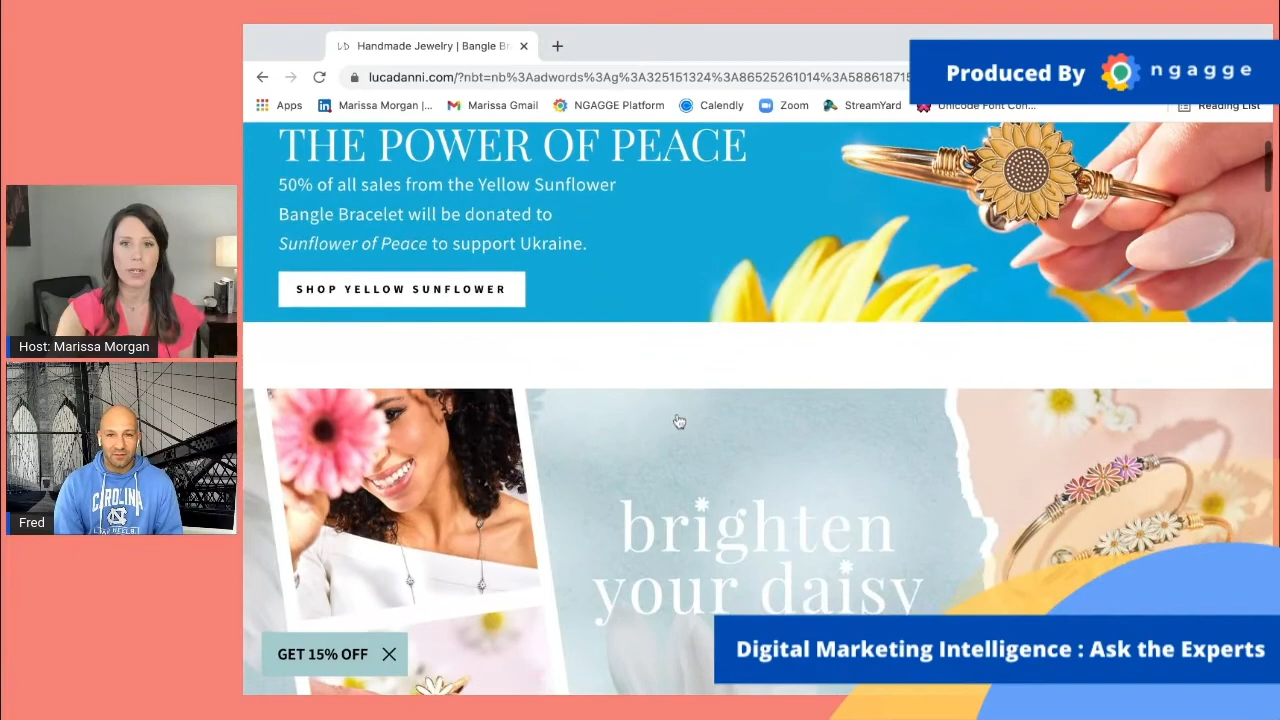 Handmade Jewelry | Bangle Br
lucadanni.com/?nbt=nb%3Aadwords%3Ag%3A325151324%3A86525261014%3A588618715
Produced By ngagge
Apps Marissa Morgan |... Marissa Gmail NGAGGE Platform Calendly Zoom StreamYard Unicode Font Con... Reading List
THE POWER OF PEACE
50% of all sales from the Yellow Sunflower
Bangle Bracelet will be donated to
Sunflower of Peace to support Ukraine.
SHOP YELLOW SUNFLOWER
Host: Marissa Morgan
CAROLINA
TAR HEELS
Fred
brighten
your daisy
GET 15% OFF
Digital Marketing Intelligence : Ask the Experts